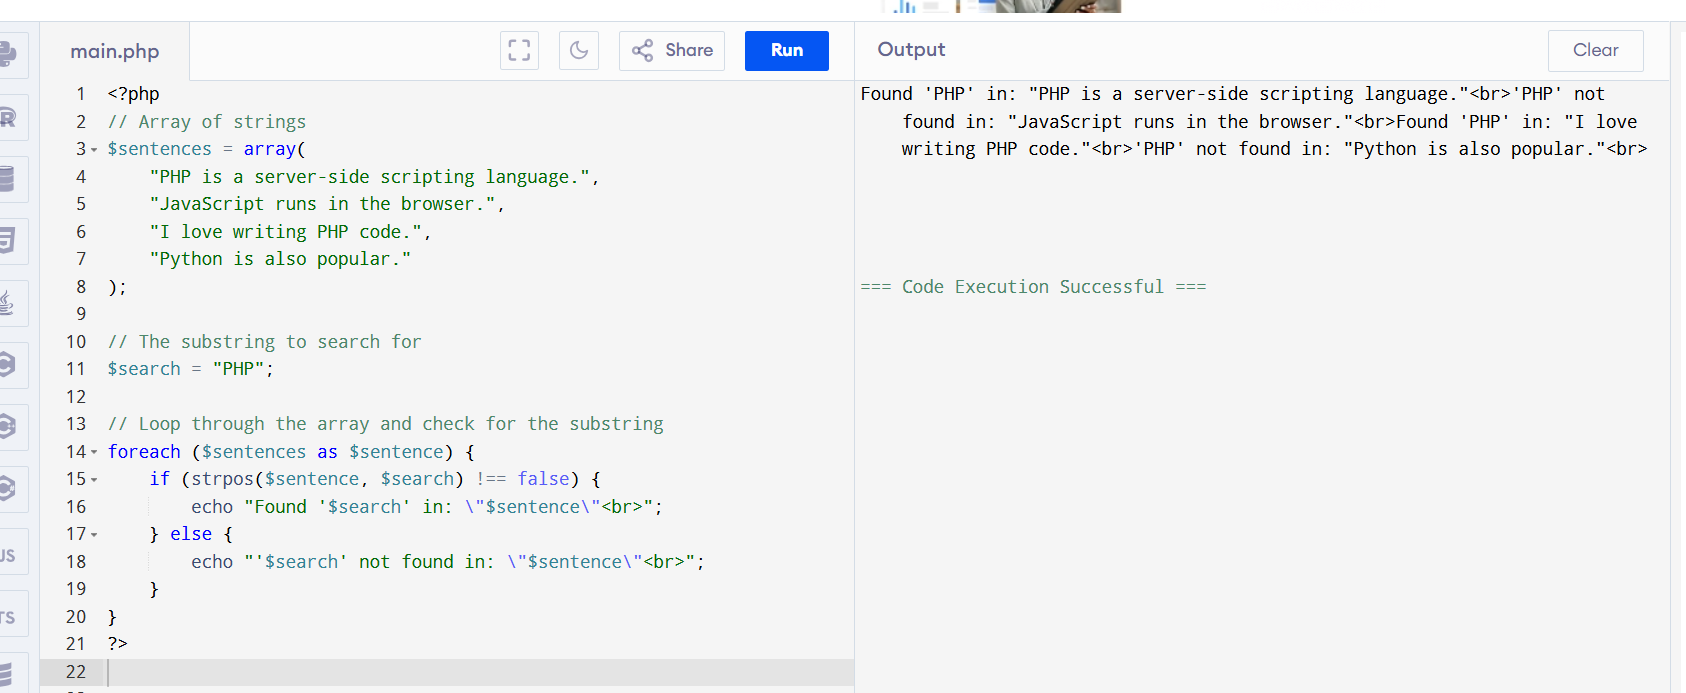 main.php
Share
Run
Output
Clear
1 <?php
2 // Array of strings
3 $sentences = array(
4     "PHP is a server-side scripting language.",
5     "JavaScript runs in the browser.",
6     "I love writing PHP code.",
7     "Python is also popular."
8 );
9
10 // The substring to search for
11 $search = "PHP";
12
13 // Loop through the array and check for the substring
14 foreach ($sentences as $sentence) {
15     if (strpos($sentence, $search) !== false) {
16         echo "Found '$search' in: \"$sentence\"<br>";
17     } else {
18         echo "'$search' not found in: \"$sentence\"<br>";
19     }
20 }
21 ?>
22
Found 'PHP' in: "PHP is a server-side scripting language."<br>'PHP' not
found in: "JavaScript runs in the browser."<br>Found 'PHP' in: "I love
writing PHP code."<br>'PHP' not found in: "Python is also popular."<br>
=== Code Execution Successful ===
R
JS
TS